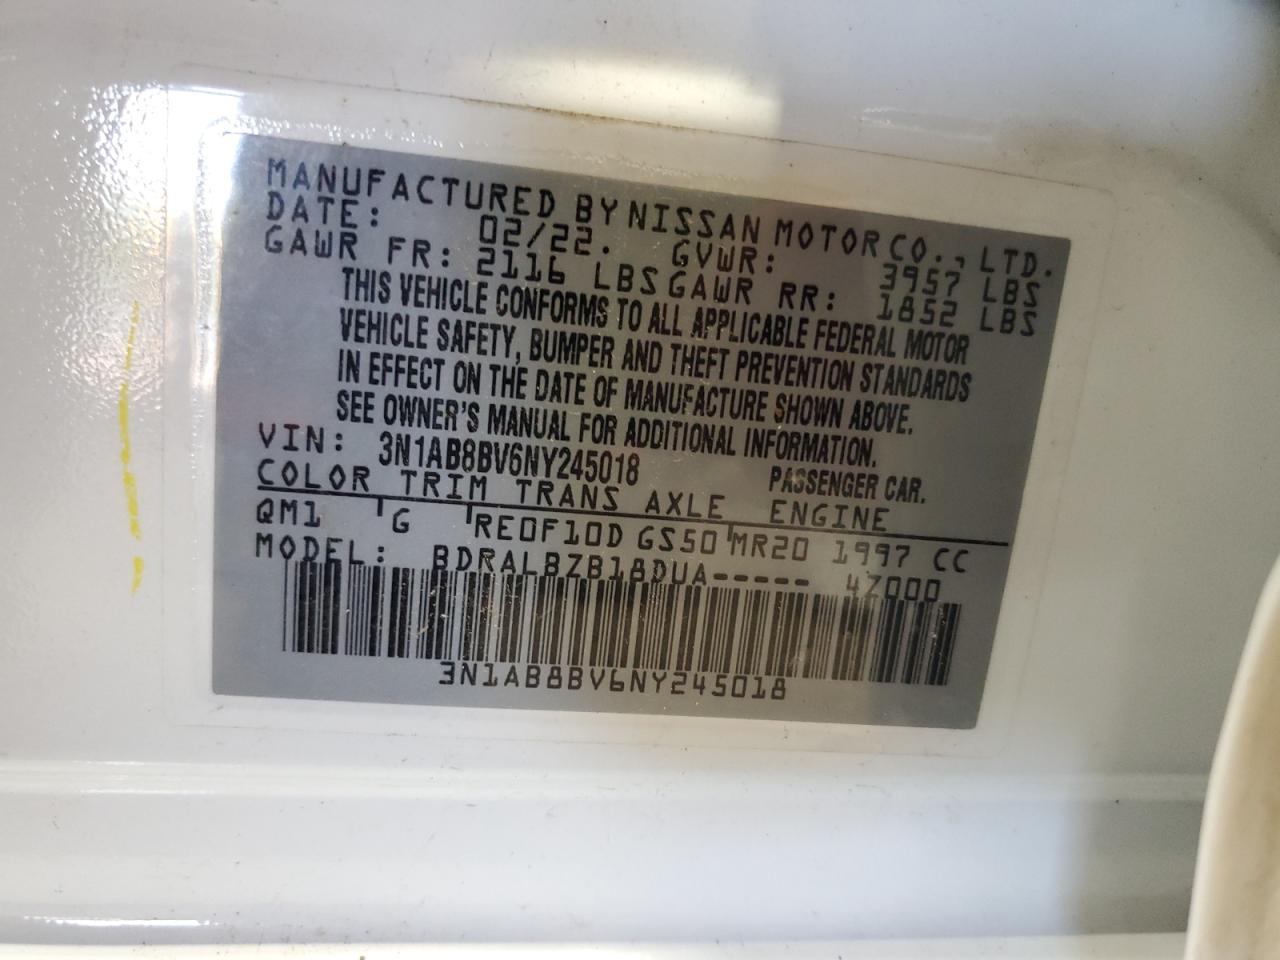 MANUFACTURED BY NISSAN MOTOR CO., LTD.
DATE: 02/22. GVWR: 3957 LBS
GAWR FR: 2116 LBS GAWR RR: 1852 LBS
THIS VEHICLE CONFORMS TO ALL APPLICABLE FEDERAL MOTOR
VEHICLE SAFETY, BUMPER AND THEFT PREVENTION STANDARDS
IN EFFECT ON THE DATE OF MANUFACTURE SHOWN ABOVE.
SEE OWNER'S MANUAL FOR ADDITIONAL INFORMATION.
VIN: 3N1AB8BV6NY245018 PASSENGER CAR.
COLOR TRIM TRANS AXLE ENGINE
QM1 G RE0F10D GS50 MR20 1997 CC
MODEL: BDRALBZB18DUA----- 4Z000
3N1AB8BV6NY245018